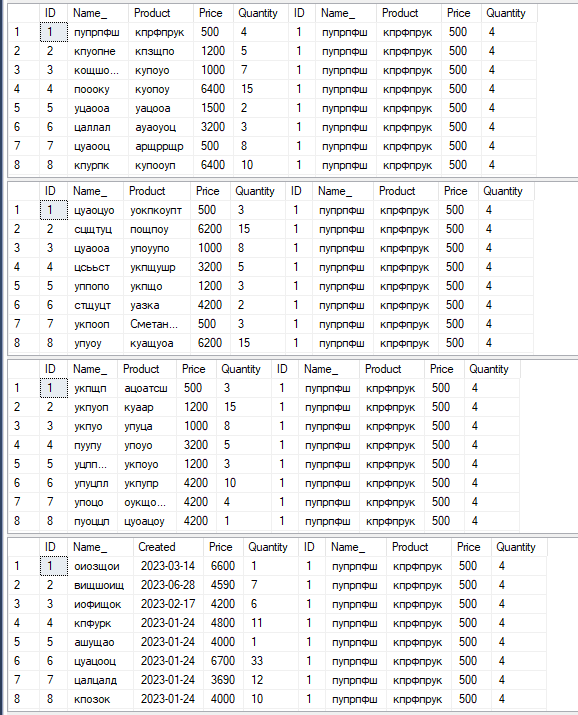 ID Name_ Product Price Quantity ID Name_ Product Price Quantity
1 1 пупрпфш кпрфпрук 500 4 1 пупрпфш кпрфпрук 500 4
2 2 кпуопне кпзщпо 1200 5 1 пупрпфш кпрфпрук 500 4
3 3 кощшо... купоуо 1000 7 1 пупрпфш кпрфпрук 500 4
4 4 поооку куопоу 6400 15 1 пупрпфш кпрфпрук 500 4
5 5 уцаооа уацооа 1500 2 1 пупрпфш кпрфпрук 500 4
6 6 цаллал ауаоуоц 3200 3 1 пупрпфш кпрфпрук 500 4
7 7 цуаооц арщррщр 500 8 1 пупрпфш кпрфпрук 500 4
8 8 кпурпк купооуп 6400 10 1 пупрпфш кпрфпрук 500 4
ID Name_ Product Price Quantity ID Name_ Product Price Quantity
1 1 цуаоцуо уокпкоупт 500 3 1 пупрпфш кпрфпрук 500 4
2 2 сцщтуц пощпоу 6200 15 1 пупрпфш кпрфпрук 500 4
3 3 цуаооа упоуупо 1000 8 1 пупрпфш кпрфпрук 500 4
4 4 цсььст укпщушр 3200 5 1 пупрпфш кпрфпрук 500 4
5 5 уппопо укпщо 1200 3 1 пупрпфш кпрфпрук 500 4
6 6 стщуцт уазка 4200 2 1 пупрпфш кпрфпрук 500 4
7 7 укпооп Сметан... 500 3 1 пупрпфш кпрфпрук 500 4
8 8 упуоу куащуоа 6200 15 1 пупрпфш кпрфпрук 500 4
ID Name_ Product Price Quantity ID Name_ Product Price Quantity
1 1 укпщп ацоатсш 500 3 1 пупрпфш кпрфпрук 500 4
2 2 укпуоп куаар 1200 15 1 пупрпфш кпрфпрук 500 4
3 3 укпуо упуца 1000 8 1 пупрпфш кпрфпрук 500 4
4 4 пуупу упоуо 3200 5 1 пупрпфш кпрфпрук 500 4
5 5 уцпп... укпоуо 1200 3 1 пупрпфш кпрфпрук 500 4
6 6 упуцпл укпупр 4200 10 1 пупрпфш кпрфпрук 500 4
7 7 упоцо оукщо... 4200 4 1 пупрпфш кпрфпрук 500 4
8 8 пуоццп цуоацоу 4200 1 1 пупрпфш кпрфпрук 500 4
ID Name_ Created Price Quantity ID Name_ Product Price Quantity
1 1 оиозщои 2023-03-14 6600 1 1 пупрпфш кпрфпрук 500 4
2 2 вищшоищ 2023-06-28 4590 7 1 пупрпфш кпрфпрук 500 4
3 3 иофищок 2023-02-17 4200 6 1 пупрпфш кпрфпрук 500 4
4 4 кпфурк 2023-01-24 4800 11 1 пупрпфш кпрфпрук 500 4
5 5 ашущао 2023-01-24 4000 1 1 пупрпфш кпрфпрук 500 4
6 6 цуацооц 2023-01-24 6700 33 1 пупрпфш кпрфпрук 500 4
7 7 цалцалд 2023-01-24 3690 12 1 пупрпфш кпрфпрук 500 4
8 8 кпозок 2023-01-24 4000 10 1 пупрпфш кпрфпрук 500 4